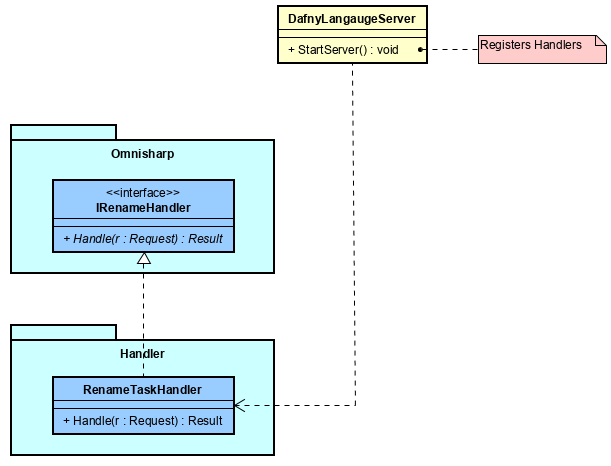 DafnyLangaugeServer
+ StartServer() : void
Registers Handlers
Omnisharp
<<interface>>
IRenameHandler
+ Handle(r : Request) : Result
Handler
RenameTaskHandler
+ Handle(r : Request) : Result